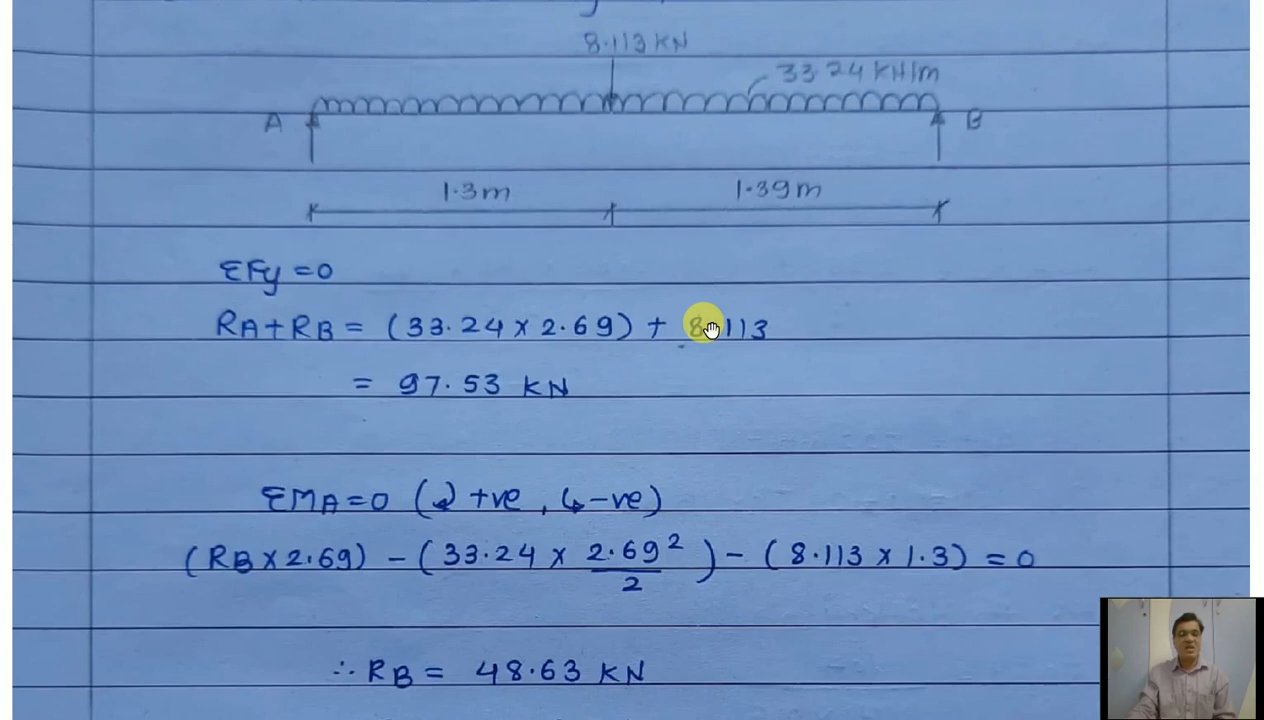 8.113 KN
33.24 KN/m
A B
1.3m 1.39m
ΣFy = 0
RA + RB = (33.24 × 2.69) + 8.113
= 97.53 KN
ΣMA = 0 (↲ +ve, ↳ -ve)
(RB × 2.69) - (33.24 × 2.69²/2) - (8.113 × 1.3) = 0
∴ RB = 48.63 KN